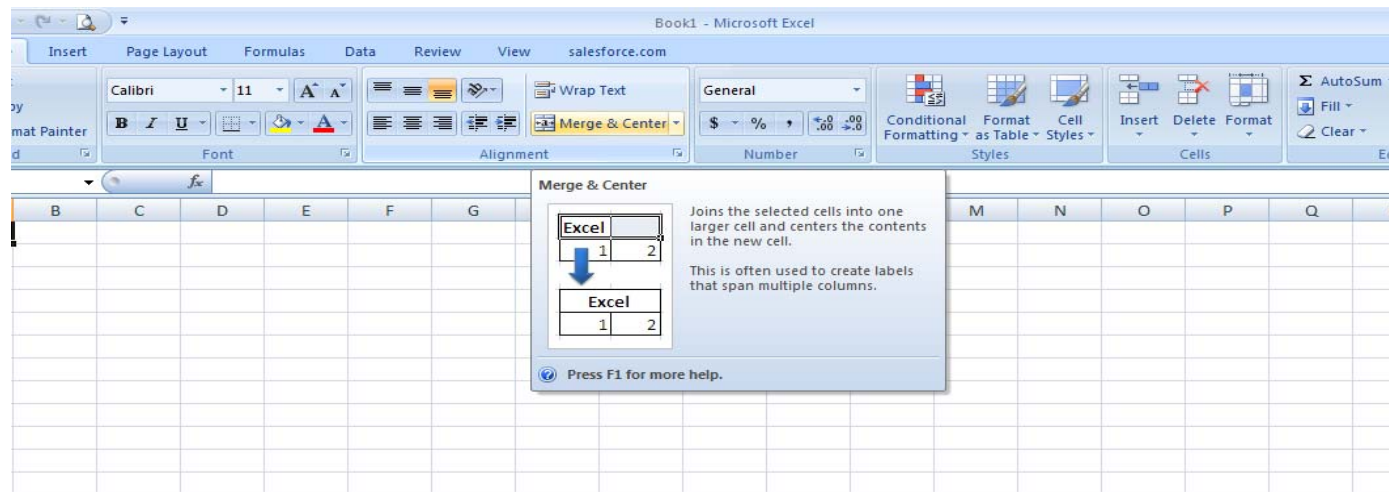 Book1 - Microsoft Excel
Insert Page Layout Formulas Data Review View salesforce.com
Calibri 11 A A Wrap Text General Σ AutoSum
mat Painter B I U A Merge & Center $ % , .0 .00 .00 .0 Conditional Formatting Format as Table Cell Styles Insert Delete Format Fill
Clear
Font Alignment Number Styles Cells
fx
B C D E F G M N O P Q
Merge & Center
Excel
1 2
Excel
1 2
Joins the selected cells into one
larger cell and centers the contents
in the new cell.
This is often used to create labels
that span multiple columns.
Press F1 for more help.